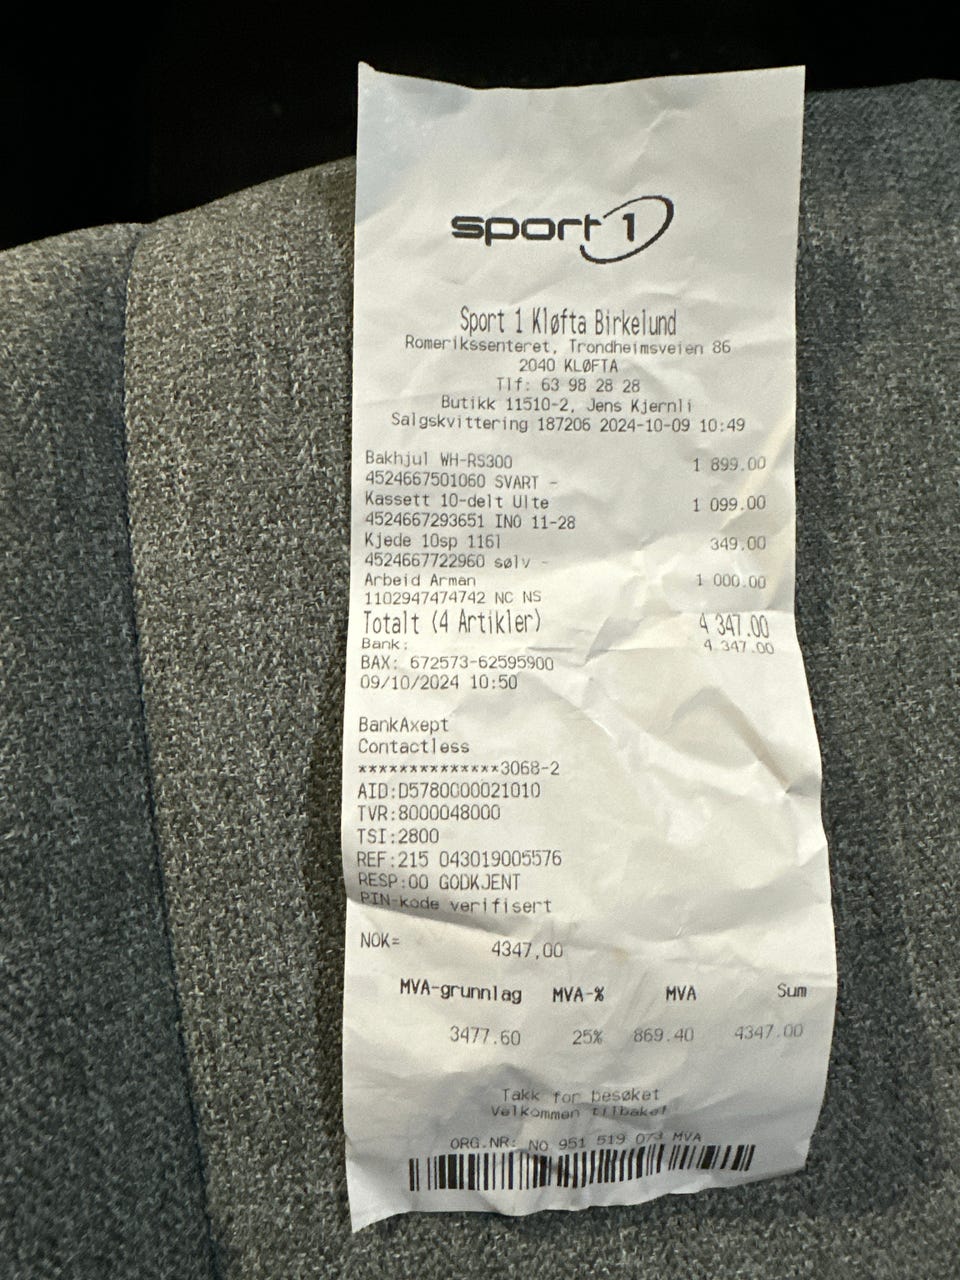 sport 1
Sport 1 Kløfta Birkelund
Romerikssenteret, Trondheimsveien 86
2040 KLØFTA
Tlf: 63 98 28 28
Butikk 11510-2, Jens Kjernli
Salgskvittering 187206 2024-10-09 10:49
Bakhjul WH-RS300 1 899.00
4524667501060 SVART -
Kassett 10-delt Ulte 1 099.00
4524667293651 INO 11-28
Kjede 10sp 116l 349.00
4524667722960 sølv -
Arbeid Arman 1 000.00
1102947474742 NC NS
Totalt (4 Artikler) 4 347.00
Bank: 4 347.00
BAX: 672573-62595900
09/10/2024 10:50
BankAxept
Contactless
**************3068-2
AID:D5780000021010
TVR:8000048000
TSI:2800
REF:215 043019005576
RESP:00 GODKJENT
PIN-kode verifisert
NOK= 4347,00
MVA-grunnlag MVA-% MVA Sum
3477.60 25% 869.40 4347.00
Takk for besøket
Velkommen tilbake!
ORG.NR: NO 951 519 073 MVA